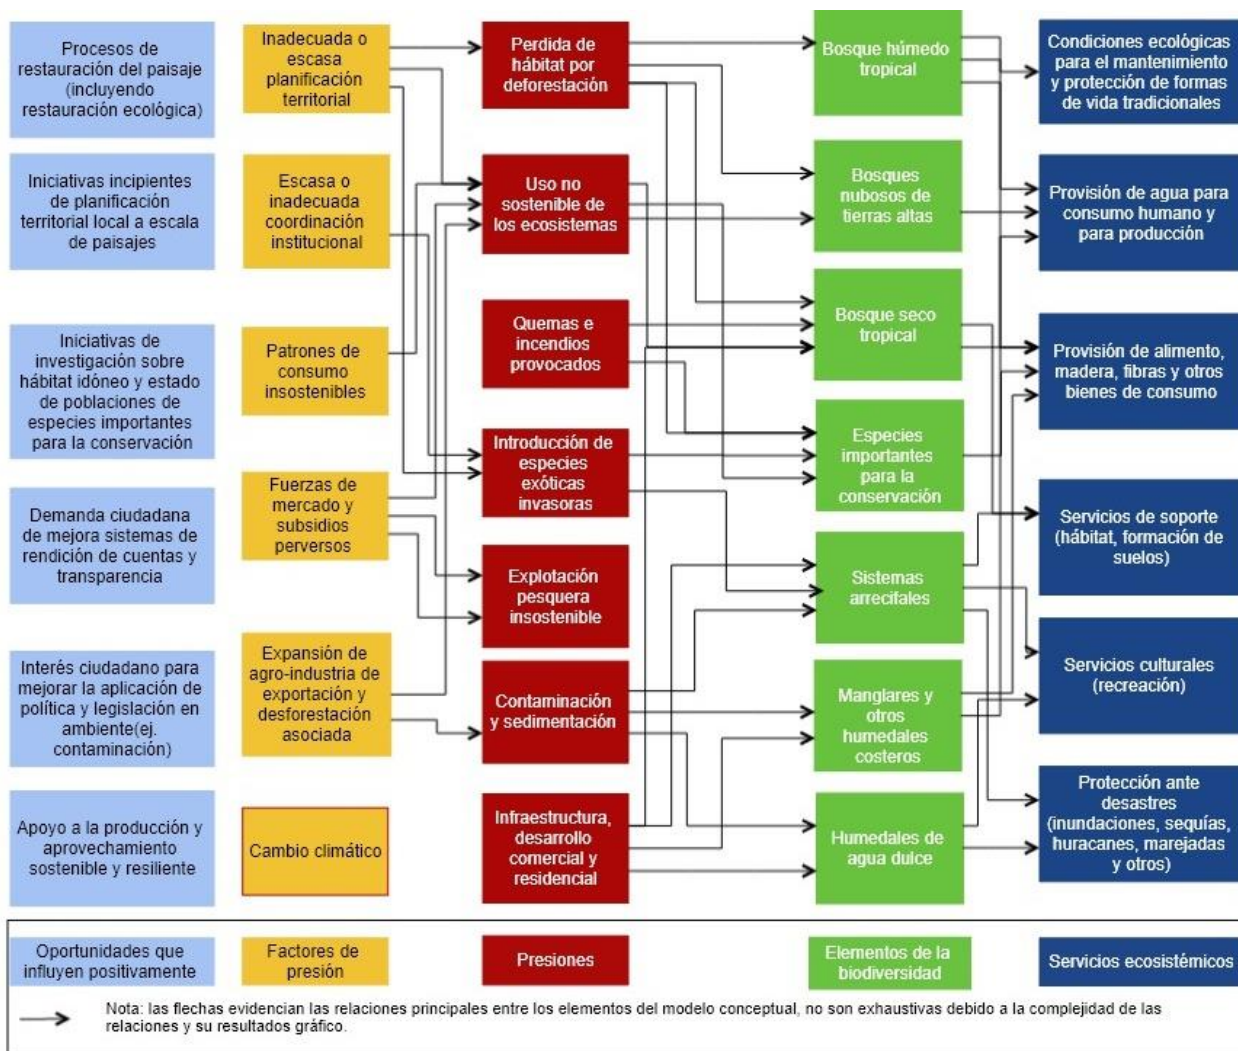 Procesos de
restauración del paisaje
(incluyendo
restauración ecológica)
Iniciativas incipientes
de planificación
territorial local a escala
de paisajes
Iniciativas de
investigación sobre
hábitat idóneo y estado
de poblaciones de
especies importantes
para la conservación
Demanda ciudadana
de mejora sistemas de
rendición de cuentas y
transparencia
Interés ciudadano para
mejorar la aplicación de
política y legislación en
ambiente(ej.
contaminación)
Apoyo a la producción y
aprovechamiento
sostenible y resiliente
Inadecuada o
escasa
planificación
territorial
Escasa o
inadecuada
coordinación
institucional
Patrones de
consumo
insostenibles
Fuerzas de
mercado y
subsidios
perversos
Expansión de
agro-industria de
exportación y
desforestación
asociada
Cambio climático
Perdida de
hábitat por
deforestación
Uso no
sostenible de
los ecosistemas
Quemas e
incendios
provocados
Introducción de
especies
exóticas
invasoras
Explotación
pesquera
insostenible
Contaminación
y sedimentación
Infraestructura,
desarrollo
comercial y
residencial
Bosque húmedo
tropical
Bosques
nubosos de
tierras altas
Bosque seco
tropical
Especies
importantes
para la
conservación
Sistemas
arrecifales
Manglares y
otros
humedales
costeros
Humedales de
agua dulce
Condiciones ecológicas
para el mantenimiento
y protección de formas
de vida tradicionales
Provisión de agua para
consumo humano y
para producción
Provisión de alimento,
madera, fibras y otros
bienes de consumo
Servicios de soporte
(hábitat, formación de
suelos)
Servicios culturales
(recreación)
Protección ante
desastres
(inundaciones, sequías,
huracanes, marejadas
y otros)
Oportunidades que
influyen positivamente
Factores de
presión
Presiones
Elementos de la
biodiversidad
Servicios ecosistémicos
Nota: las flechas evidencian las relaciones principales entre los elementos del modelo conceptual, no son exhaustivas debido a la complejidad de las
relaciones y su resultados gráfico.